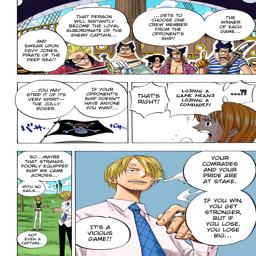 THE WINNER
OF EACH
GAME...
...GETS TO
CHOOSE ONE
CREW MEMBER
FROM THE
OPPONENT'S
SHIP!
THAT PERSON
WILL INSTANTLY
BECOME THE LOYAL
SUBORDINATE OF THE
ENEMY CAPTAIN...
AND
SWEAR UPON
DAVY JONES,
PIRATE OF THE
DEEP SEA!!
...?!
LOSING A
GAME MEANS
LOSING A
COMRADE?!
THAT'S
RIGHT!
IF YOUR
OPPONENT'S
SHIP DOESN'T
HAVE ANYONE
YOU WANT...
...YOU MAY
STRIP IT OF ITS
VERY SPIRIT--
THE JOLLY
ROGER.
YOUR
COMRADES
AND YOUR
PRIDE ARE
AT STAKE.
IF YOU WIN,
YOU GET
STRONGER,
BUT IF
YOU LOSE,
YOU LOSE
BIG...
IT'S A
VICIOUS
GAME!!
SO...MAYBE
THAT STRANGE,
POORLY EQUIPPED
SHIP WE CAME
ACROSS...
WITH NO
SAILS...
NOT
EVEN A
CAPTAIN...